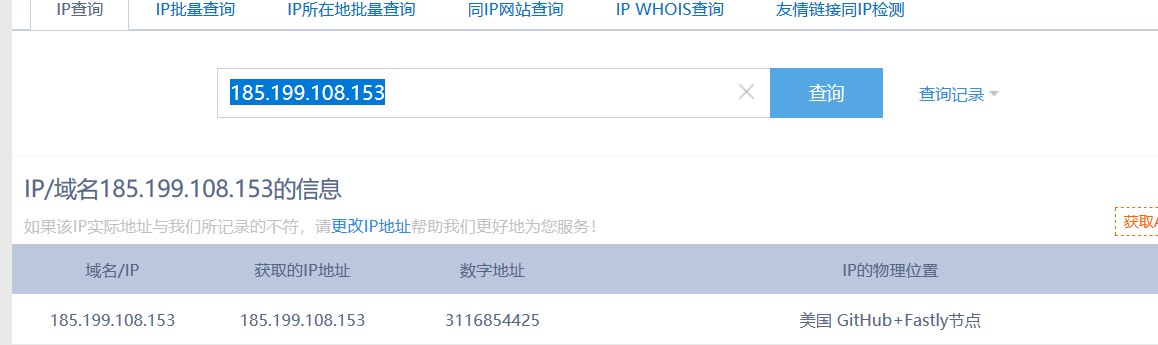 IP查询 IP批量查询 IP所在地批量查询 同IP网站查询 IP WHOIS查询 友情链接同IP检测
185.199.108.153 查询 查询记录
IP/域名185.199.108.153的信息
如果该IP实际地址与我们所记录的不符，请更改IP地址帮助我们更好地为您服务！
获取A
域名/IP 获取的IP地址 数字地址 IP的物理位置
185.199.108.153 185.199.108.153 3116854425 美国 GitHub+Fastly节点